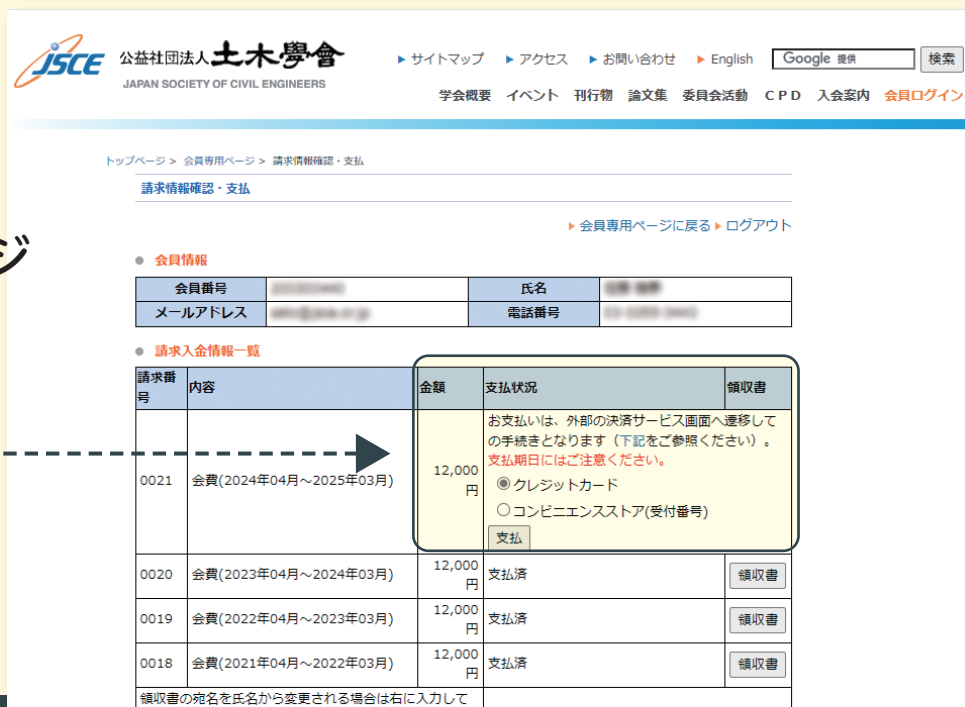 JSCE 公益社団法人土木學會
JAPAN SOCIETY OF CIVIL ENGINEERS
サイトマップ アクセス お問い合わせ English Google 提供 検索
学会概要 イベント 刊行物 論文集 委員会活動 CPD 入会案内 会員ログイン
トップページ > 会員専用ページ > 請求情報確認・支払
請求情報確認・支払
会員専用ページに戻る ログアウト
ジ
会員情報
会員番号 氏名
メールアドレス 電話番号
請求入金情報一覧
請求番号 内容 金額 支払状況 領収書
お支払いは、外部の決済サービス画面へ遷移して
の手続きとなります（下記をご参照ください）。
支払期日にはご注意ください。
0021 会費(2024年04月～2025年03月) 12,000円
クレジットカード
コンビニエンスストア(受付番号)
支払
0020 会費(2023年04月～2024年03月) 12,000円 支払済 領収書
0019 会費(2022年04月～2023年03月) 12,000円 支払済 領収書
0018 会費(2021年04月～2022年03月) 12,000円 支払済 領収書
領収書の宛名を氏名から変更される場合は右に入力して